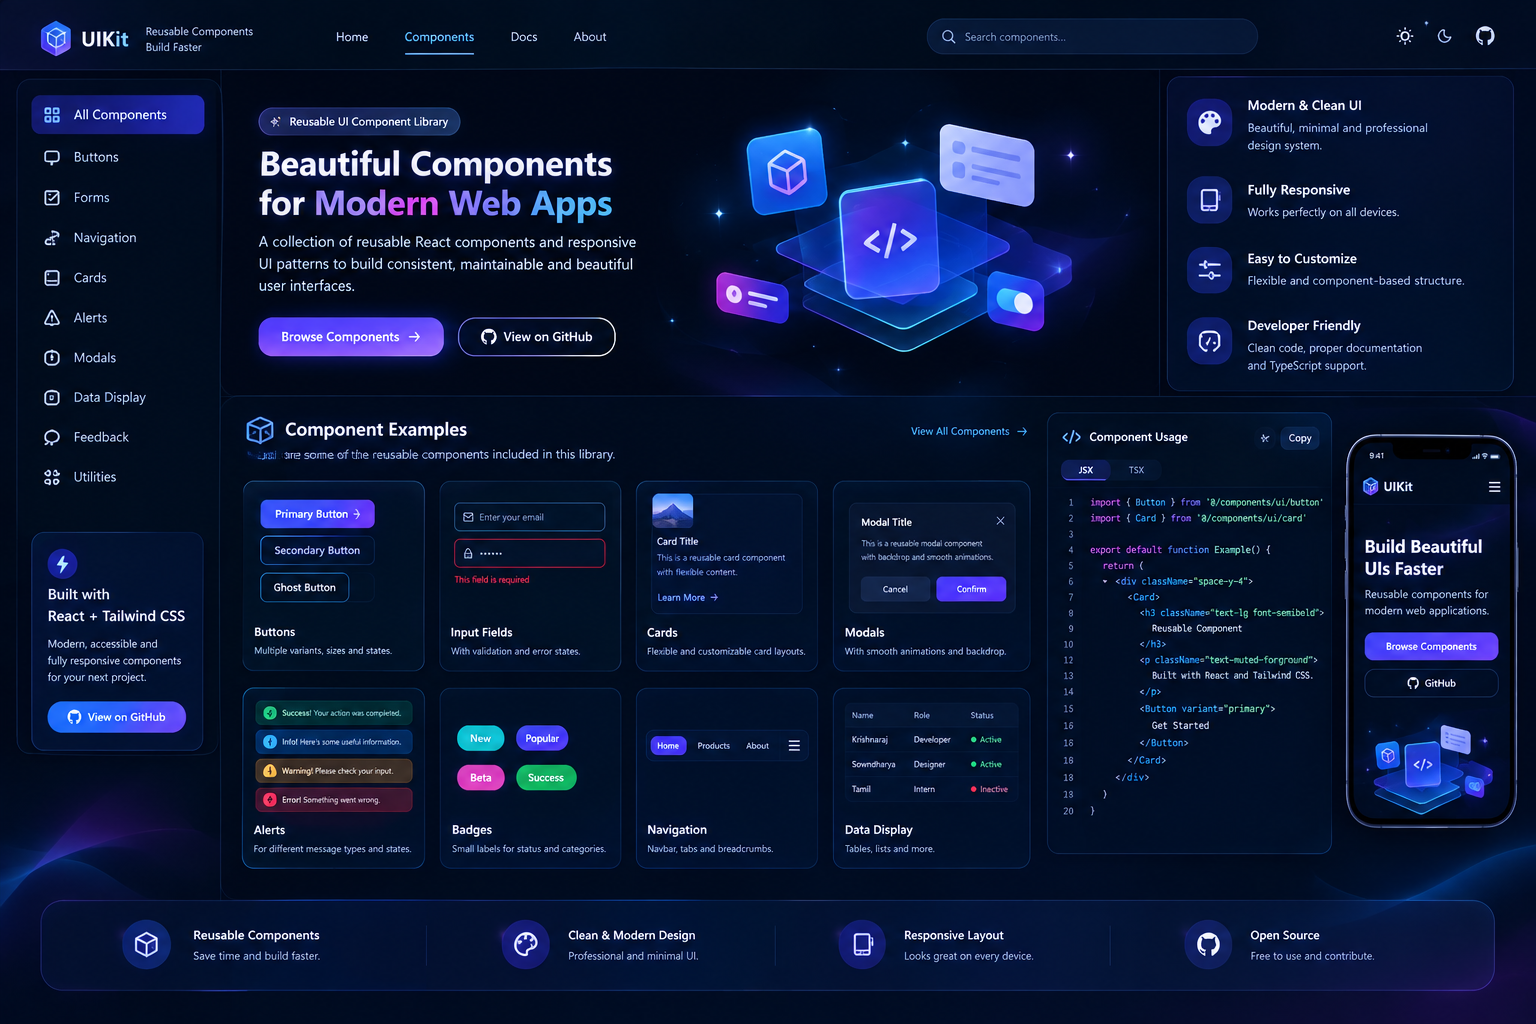 UIKit
Reusable Components
Build Faster
Home
Components
Docs
About
Search components...
All Components
Buttons
Forms
Navigation
Cards
Alerts
Modals
Data Display
Feedback
Utilities
Built with
React + Tailwind CSS
Modern, accessible and
fully responsive components
for your next project.
View on GitHub
Reusable UI Component Library
Beautiful Components
for Modern Web Apps
A collection of reusable React components and responsive
UI patterns to build consistent, maintainable and beautiful
user interfaces.
Browse Components →
View on GitHub
Modern & Clean UI
Beautiful, minimal and professional
design system.
Fully Responsive
Works perfectly on all devices.
Easy to Customize
Flexible and component-based structure.
Developer Friendly
Clean code, proper documentation
and TypeScript support.
</>
Component Examples
View All Components →
are some of the reusable components included in this library.
Primary Button →
Secondary Button
Ghost Button
Buttons
Multiple variants, sizes and states.
Enter your email
••••••
This field is required
Input Fields
With validation and error states.
Card Title
This is a reusable card component
with flexible content.
Learn More →
Cards
Flexible and customizable card layouts.
Modal Title
This is a reusable modal component
with backdrop and smooth animations.
Cancel
Confirm
Modals
With smooth animations and backdrop.
Success! Your action was completed.
Info! Here's some useful information.
Warning! Please check your input.
Error! Something went wrong.
Alerts
For different message types and states.
New
Popular
Beta
Success
Badges
Small labels for status and categories.
Home
Products
About
Navigation
Navbar, tabs and breadcrumbs.
Name Role Status
Krishnaraj Developer Active
Sowndharya Designer Active
Tamil Intern Inactive
Data Display
Tables, lists and more.
</> Component Usage
Copy
JSX
TSX
1 import { Button } from '@/components/ui/button'
2 import { Card } from '@/components/ui/card'
3
4 export default function Example() {
5 return (
6 <div className="space-y-4">
7 <Card>
8 <h3 className="text-lg font-semibeld">
9 Reusable Component
10 </h3>
12 <p className="text-muted-forground">
13 Built with React and Tailwind CSS.
14 </p>
15 <Button variant="primary">
16 Get Started
18 </Button>
18 </Card>
18 </div>
19 )
20 }
9:41
UIKit
Build Beautiful
UIs Faster
Reusable components for
modern web applications.
Browse Components
GitHub
</>
Reusable Components
Save time and build faster.
Clean & Modern Design
Professional and minimal UI.
Responsive Layout
Looks great on every device.
Open Source
Free to use and contribute.